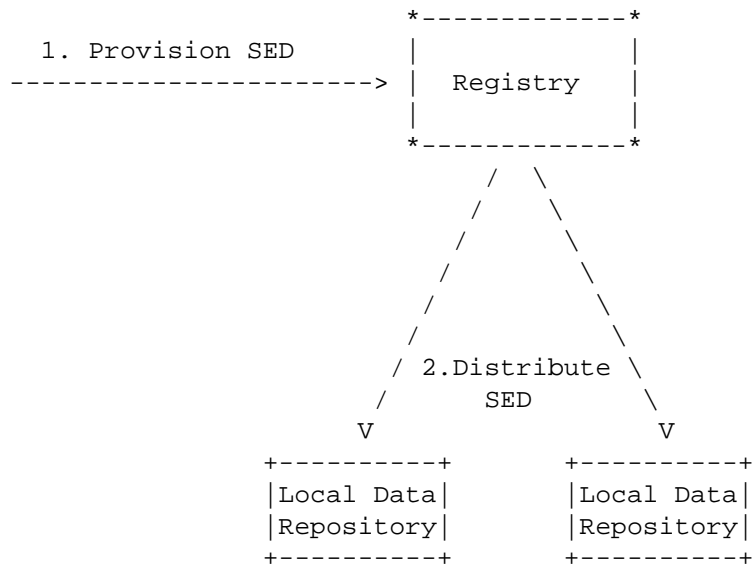 1. Provision SED
Registry
2.Distribute
SED
Local Data
Repository
Local Data
Repository